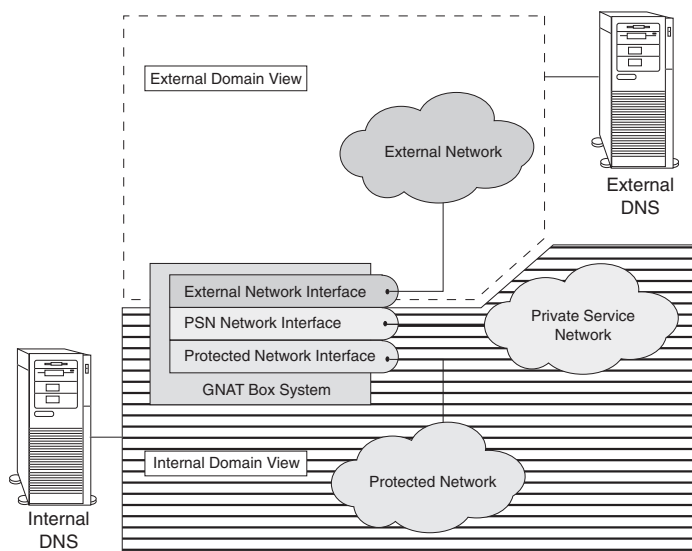 External Domain View
External Network
External
DNS
External Network Interface
PSN Network Interface
Protected Network Interface
GNAT Box System
Private Service
Network
Internal Domain View
Protected Network
Internal
DNS